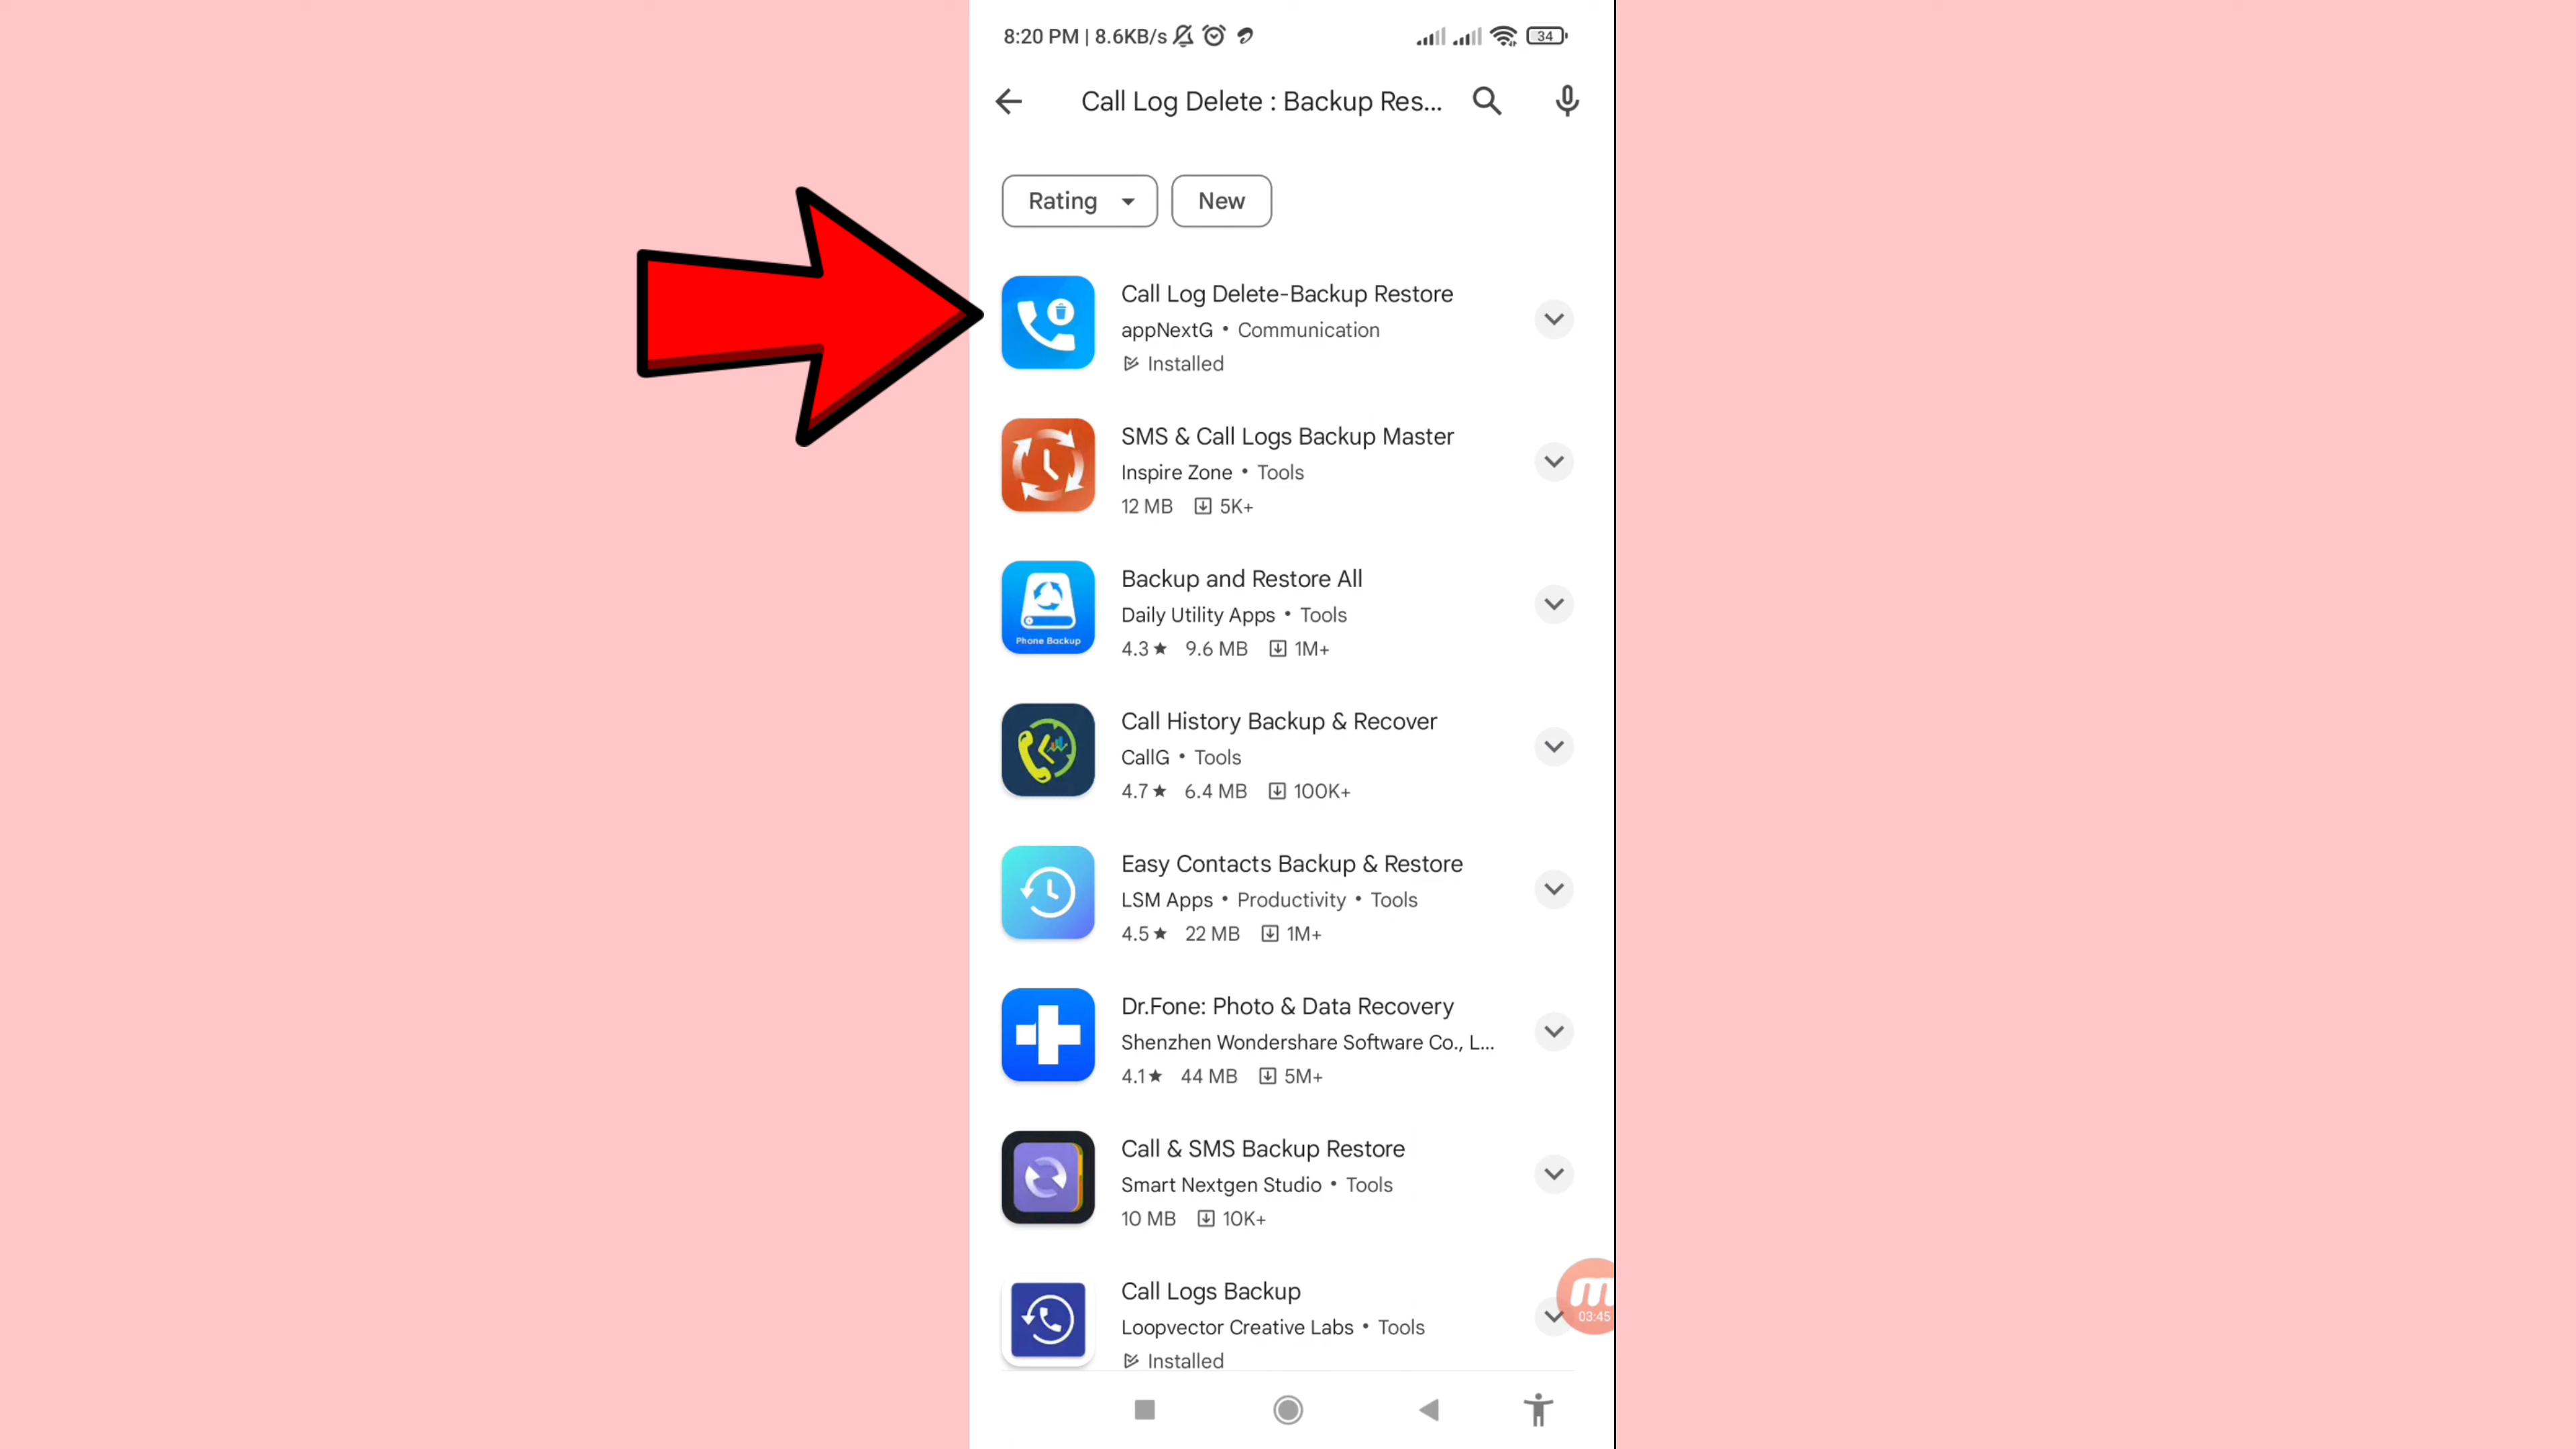 8:20 PM | 8.6KB/s 34
Call Log Delete : Backup Res...
Rating New
Call Log Delete-Backup Restore
appNextG • Communication
Installed
SMS & Call Logs Backup Master
Inspire Zone • Tools
12 MB 5K+
Phone Backup
Backup and Restore All
Daily Utility Apps • Tools
4.3★ 9.6 MB 1M+
Call History Backup & Recover
CallG • Tools
4.7★ 6.4 MB 100K+
Easy Contacts Backup & Restore
LSM Apps • Productivity • Tools
4.5★ 22 MB 1M+
Dr.Fone: Photo & Data Recovery
Shenzhen Wondershare Software Co., L...
4.1★ 44 MB 5M+
Call & SMS Backup Restore
Smart Nextgen Studio • Tools
10 MB 10K+
Call Logs Backup
Loopvector Creative Labs • Tools
Installed
03:45